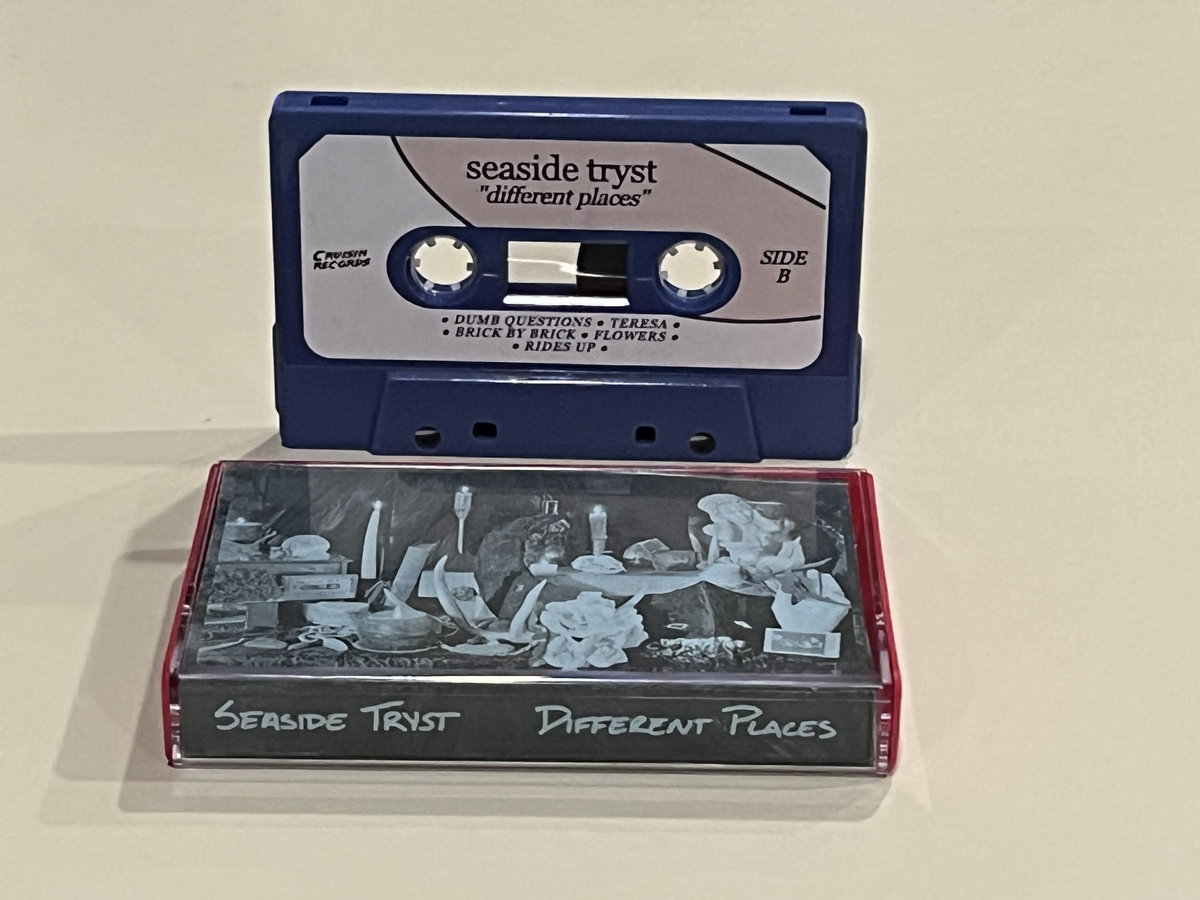 seaside tryst
"different places"
CRUISIN
RECORDS
SIDE
B
• DUMB QUESTIONS • TERESA •
• BRICK BY BRICK • FLOWERS •
• RIDES UP •
SEASIDE TRYST DIFFERENT PLACES